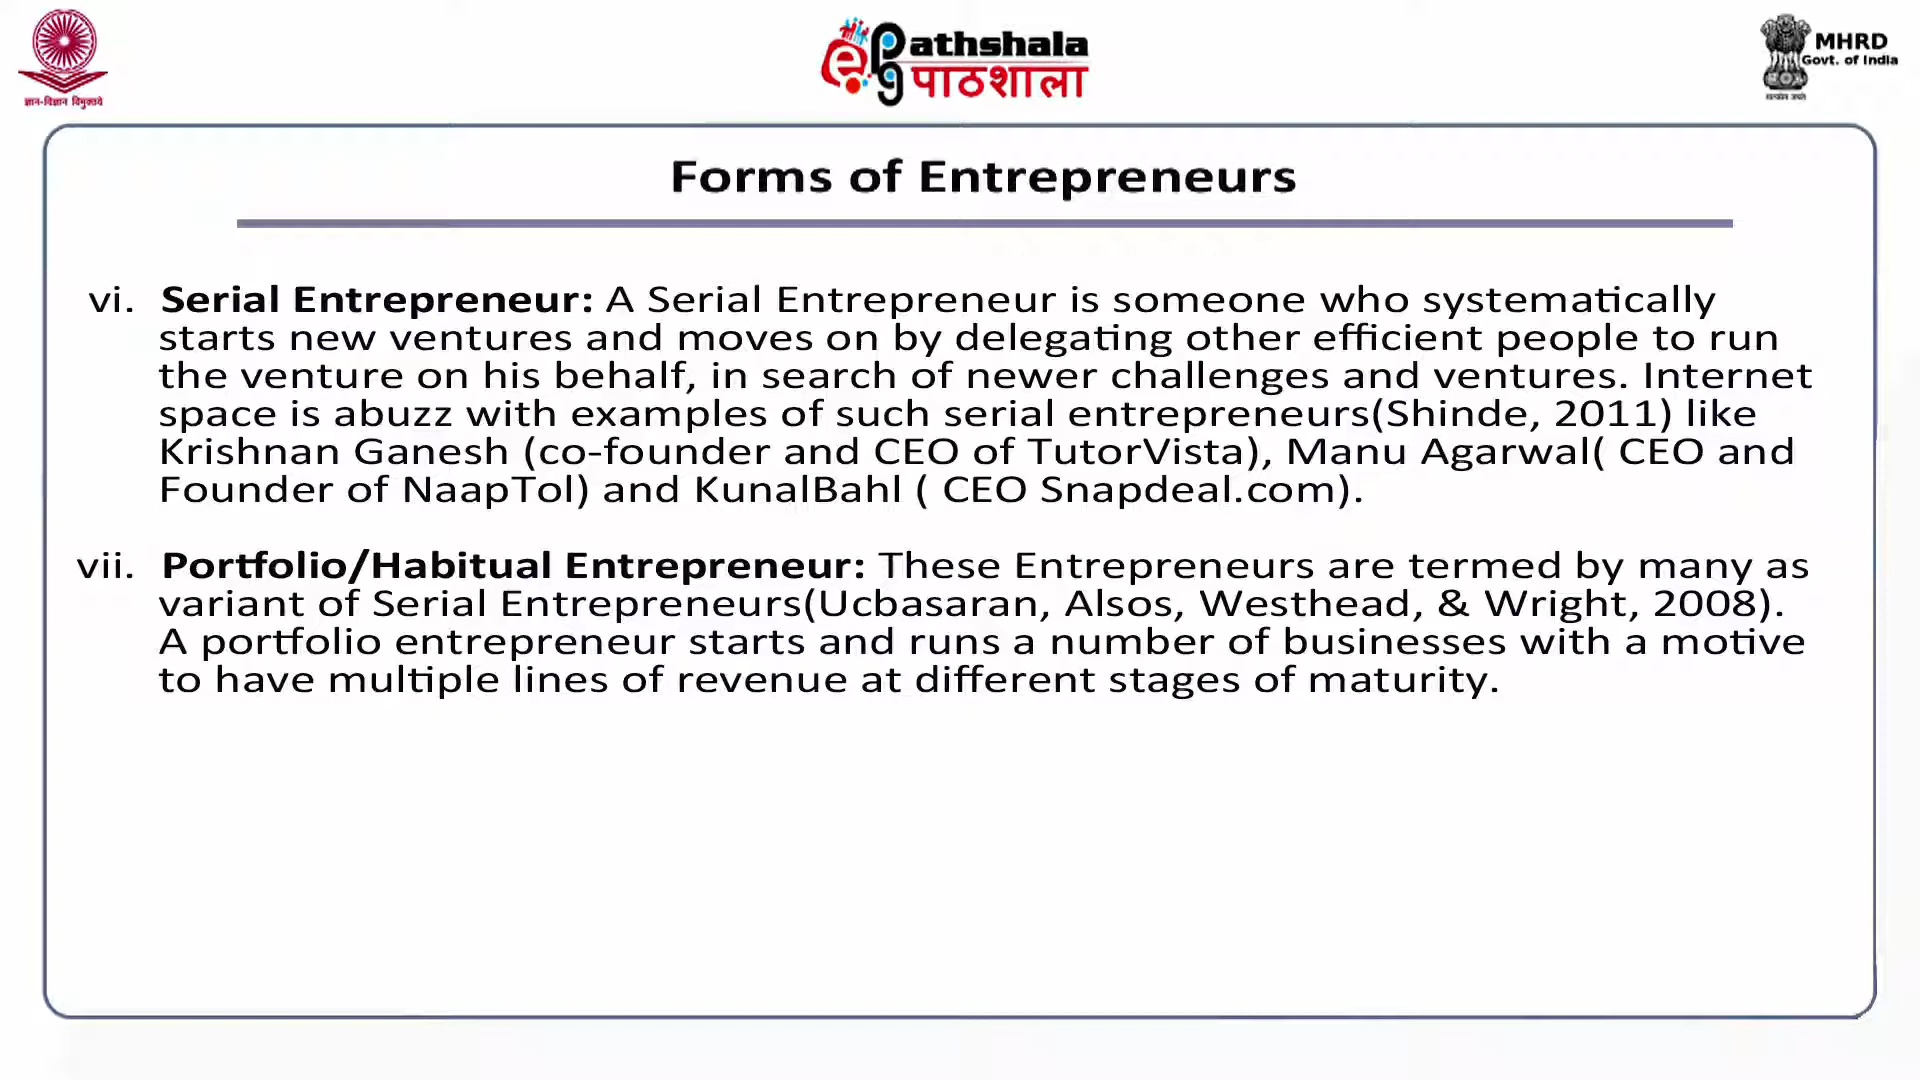 ज्ञान-विज्ञान विमुक्तये
e
Pathshala
पाठशाला
MHRD
Govt. of India
सत्यमेव जयते
Forms of Entrepreneurs
vi. Serial Entrepreneur: A Serial Entrepreneur is someone who systematically
starts new ventures and moves on by delegating other efficient people to run
the venture on his behalf, in search of newer challenges and ventures. Internet
space is abuzz with examples of such serial entrepreneurs(Shinde, 2011) like
Krishnan Ganesh (co-founder and CEO of TutorVista), Manu Agarwal( CEO and
Founder of NaapTol) and KunalBahl ( CEO Snapdeal.com).
vii. Portfolio/Habitual Entrepreneur: These Entrepreneurs are termed by many as
variant of Serial Entrepreneurs(Ucbasaran, Alsos, Westhead, & Wright, 2008).
A portfolio entrepreneur starts and runs a number of businesses with a motive
to have multiple lines of revenue at different stages of maturity.